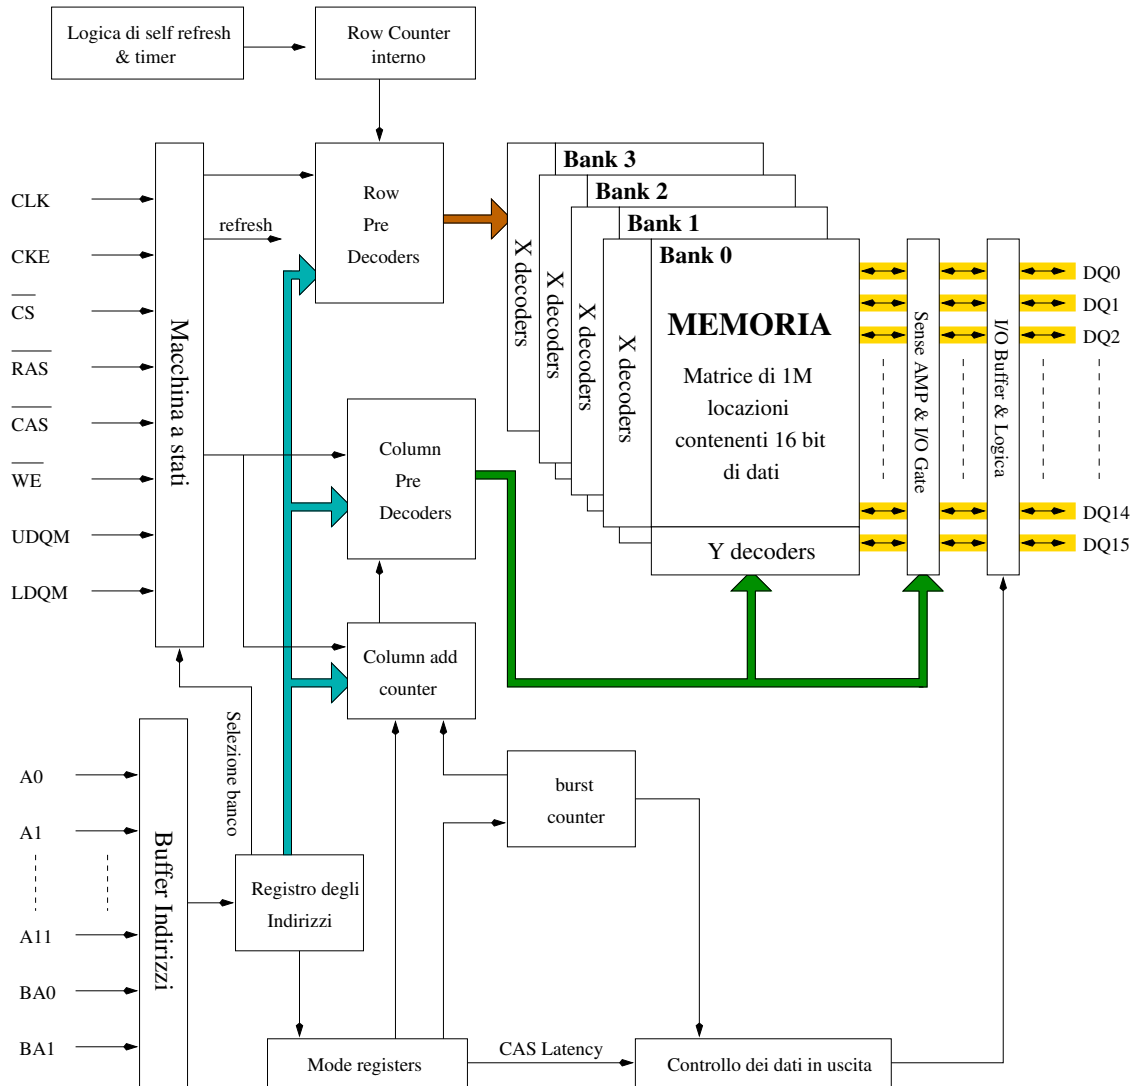 Logica di self refresh
& timer
Row Counter
interno
Row
Pre
Decoders
refresh
CLK
CKE
CS
RAS
CAS
WE
UDQM
LDQM
Macchina a stati
Bank 3
Bank 2
Bank 1
Bank 0
X decoders
X decoders
X decoders
X decoders
MEMORIA
Matrice di 1M
locazioni
contenenti 16 bit
di dati
Y decoders
Sense AMP & I/O Gate
I/O Buffer & Logica
DQ0
DQ1
DQ2
DQ14
DQ15
Column
Pre
Decoders
Column add
counter
Selezione banco
burst
counter
A0
A1
A11
BA0
BA1
Buffer Indirizzi
Registro degli
Indirizzi
Mode registers
CAS Latency
Controllo dei dati in uscita